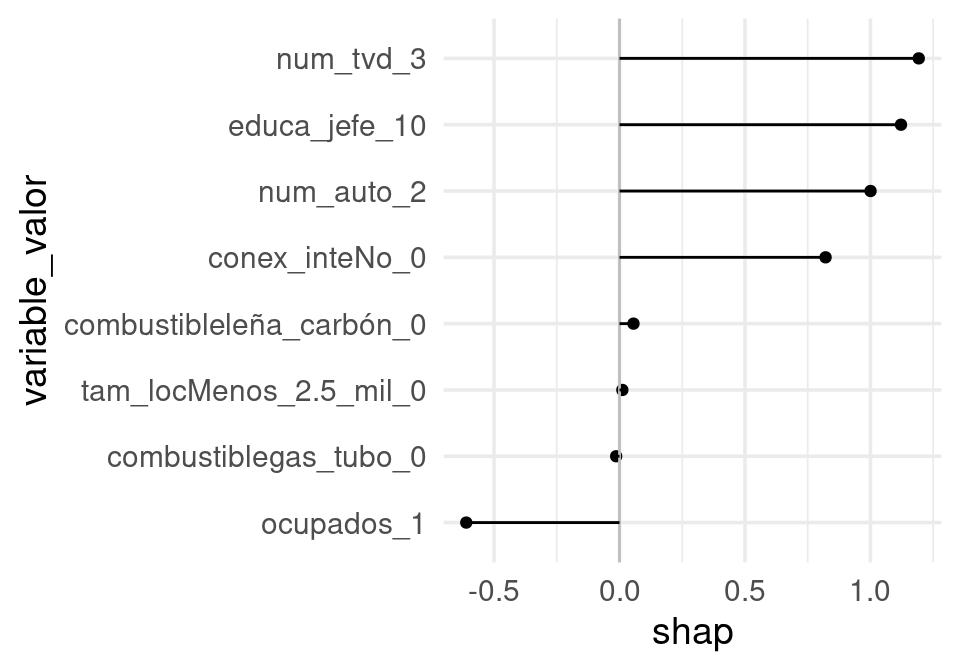 variable_valor
num_tvd_3
educa_jefe_10
num_auto_2
conex_inteNo_0
combustibleleña_carbón_0
tam_locMenos_2.5_mil_0
combustiblegas_tubo_0
ocupados_1
-0.5 0.0 0.5 1.0
shap